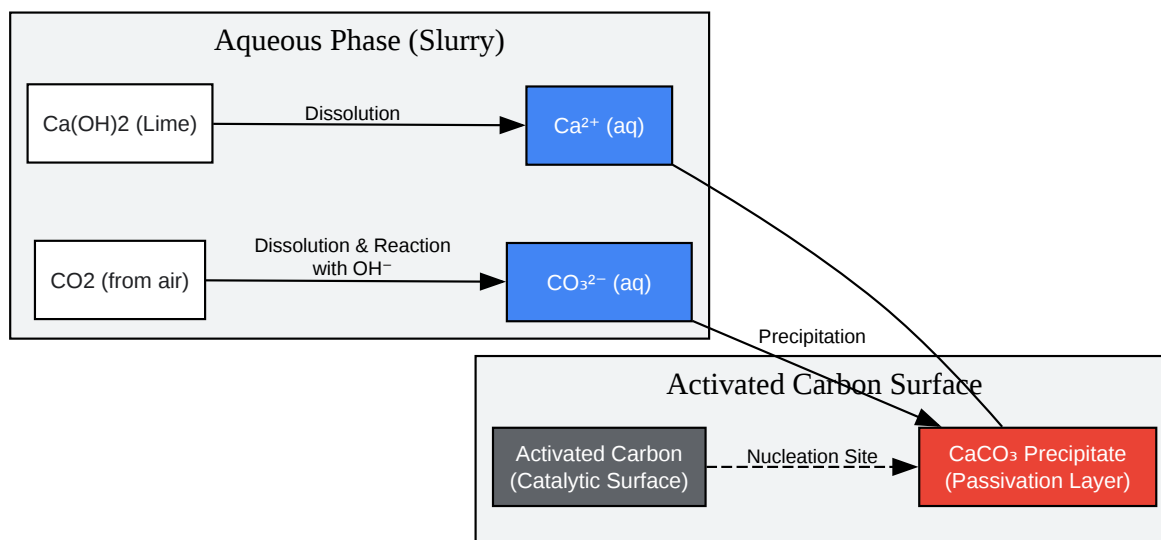 Aqueous Phase (Slurry)
Ca(OH)2 (Lime)
Dissolution
Ca²⁺ (aq)
CO2 (from air)
Dissolution & Reaction
with OH⁻
CO₃²⁻ (aq)
Precipitation
Activated Carbon Surface
Activated Carbon
(Catalytic Surface)
Nucleation Site
CaCO₃ Precipitate
(Passivation Layer)